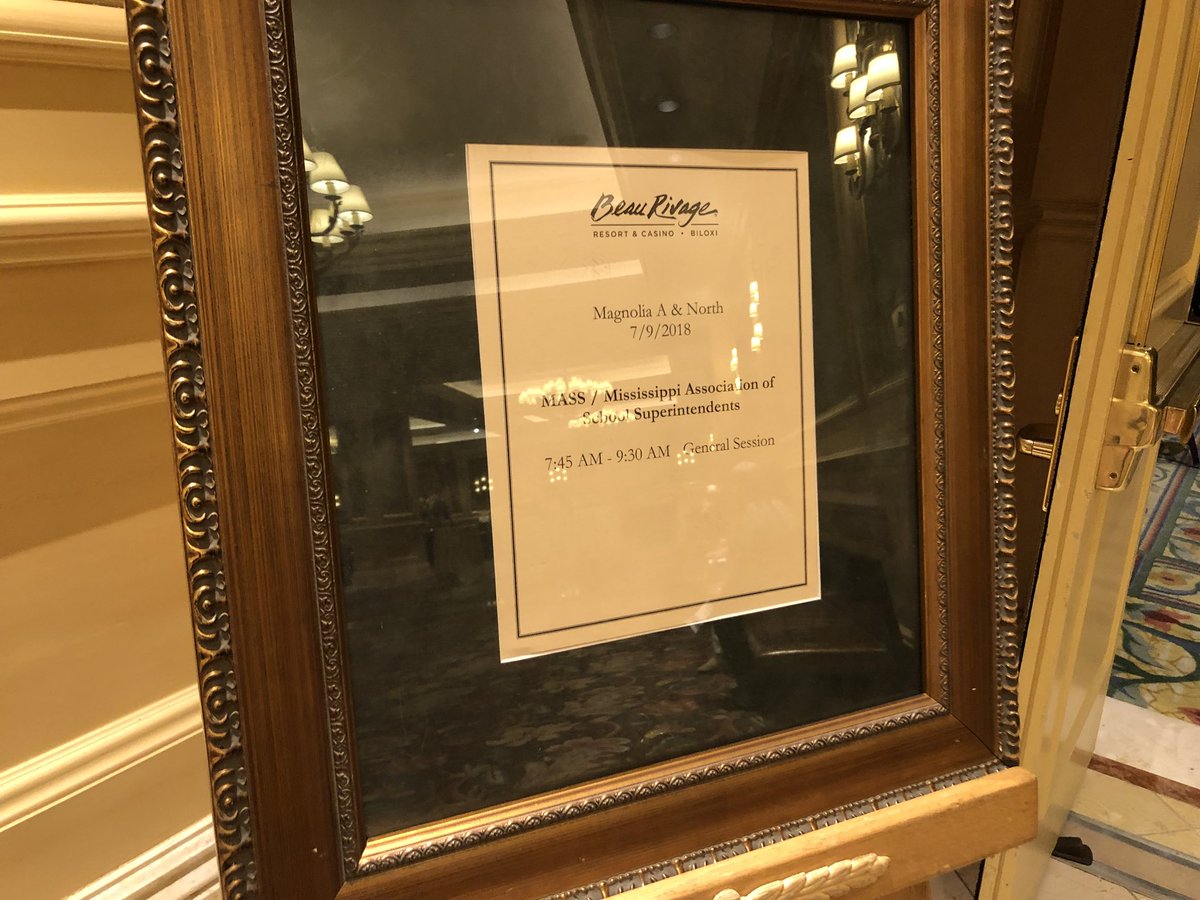 Beau Rivage
RESORT & CASINO • BILOXI
Magnolia A & North
7/9/2018
MASS / Mississippi Association of
School Superintendents
7:45 AM - 9:30 AM General Session